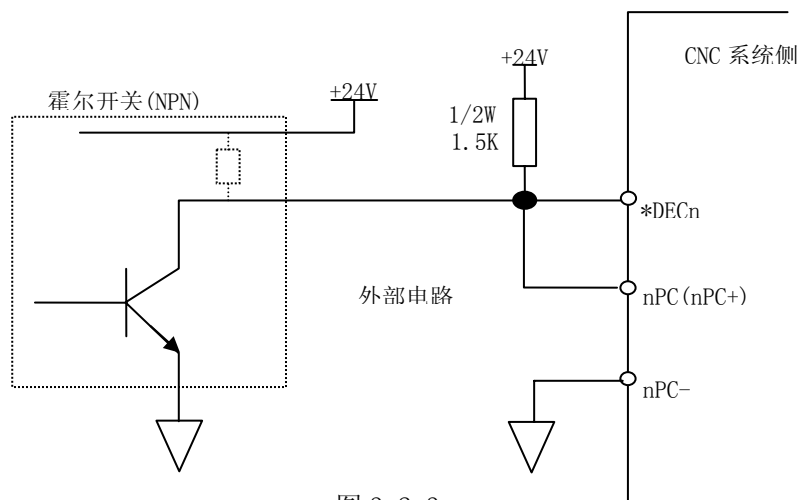 CNC 系统侧
+24V
霍尔开关(NPN)
+24V
1/2W
1.5K
*DECn
外部电路
nPC(nPC+)
nPC-